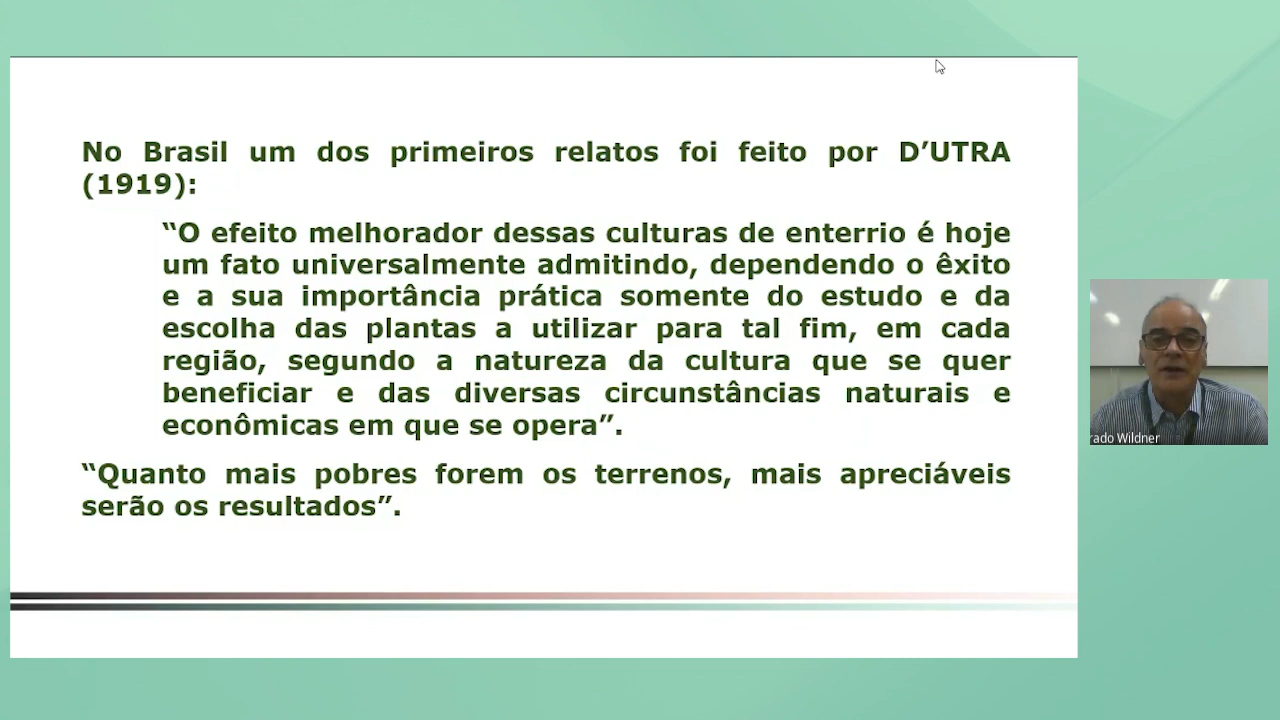 No Brasil um dos primeiros relatos foi feito por D’UTRA
(1919):
“O efeito melhorador dessas culturas de enterrio é hoje
um fato universalmente admitindo, dependendo o êxito
e a sua importância prática somente do estudo e da
escolha das plantas a utilizar para tal fim, em cada
região, segundo a natureza da cultura que se quer
beneficiar e das diversas circunstâncias naturais e
econômicas em que se opera”.
“Quanto mais pobres forem os terrenos, mais apreciáveis
serão os resultados”.
rado Wildner